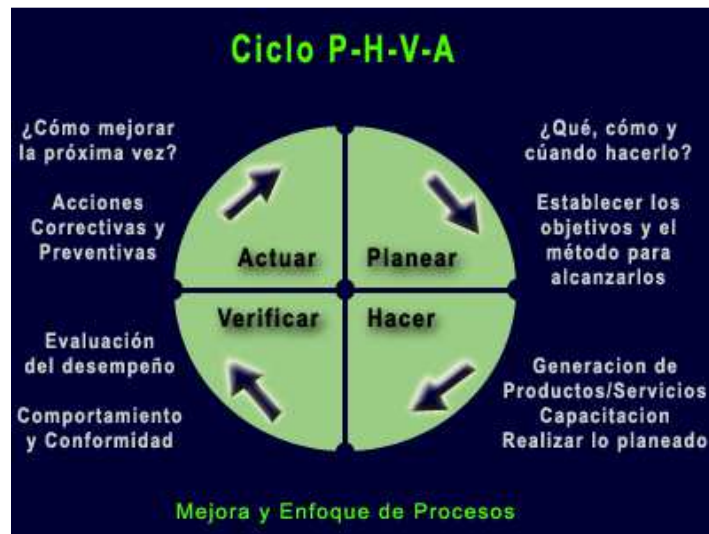 Ciclo P-H-V-A
¿Cómo mejorar
la próxima vez?
Acciones
Correctivas y
Preventivas
¿Qué, cómo y
cúando hacerlo?
Establecer los
objetivos y el
método para
alcanzarlos
Actuar
Planear
Verificar
Hacer
Evaluación
del desempeño
Comportamiento
y Conformidad
Generacion de
Productos/Servicios
Capacitacion
Realizar lo planeado
Mejora y Enfoque de Procesos